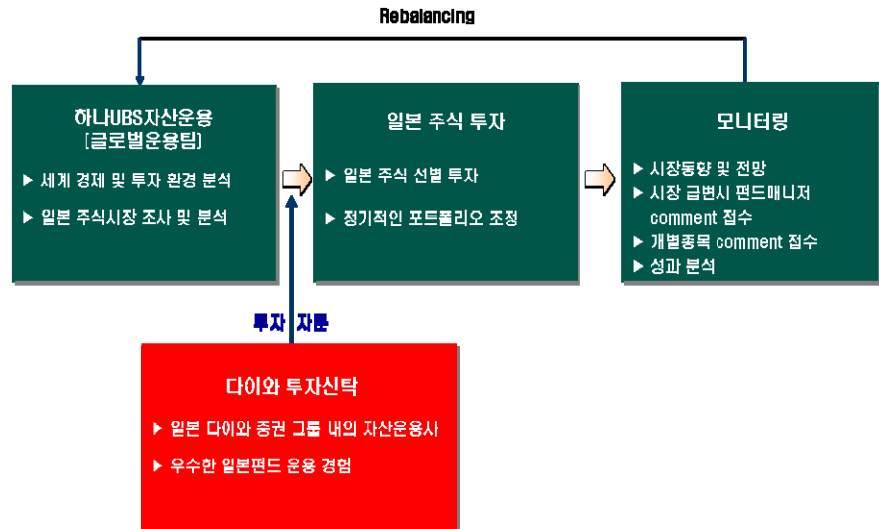 Rebalancing
하나UBS자산운용
(글로벌운용팀)
▶ 세계 경제 및 투자 환경 분석
▶ 일본 주식시장 조사 및 분석
일본 주식 투자
▶ 일본 주식 선별 투자
▶ 정기적인 포트폴리오 조정
모니터링
▶ 시장동향 및 전망
▶ 시장 급변시 펀드매니저
comment 접수
▶ 개별종목 comment 접수
▶ 성과 분석
투자 자문
다이와 투자신탁
▶ 일본 다이와 증권 그룹 내의 자산운용사
▶ 우수한 일본펀드 운용 경험